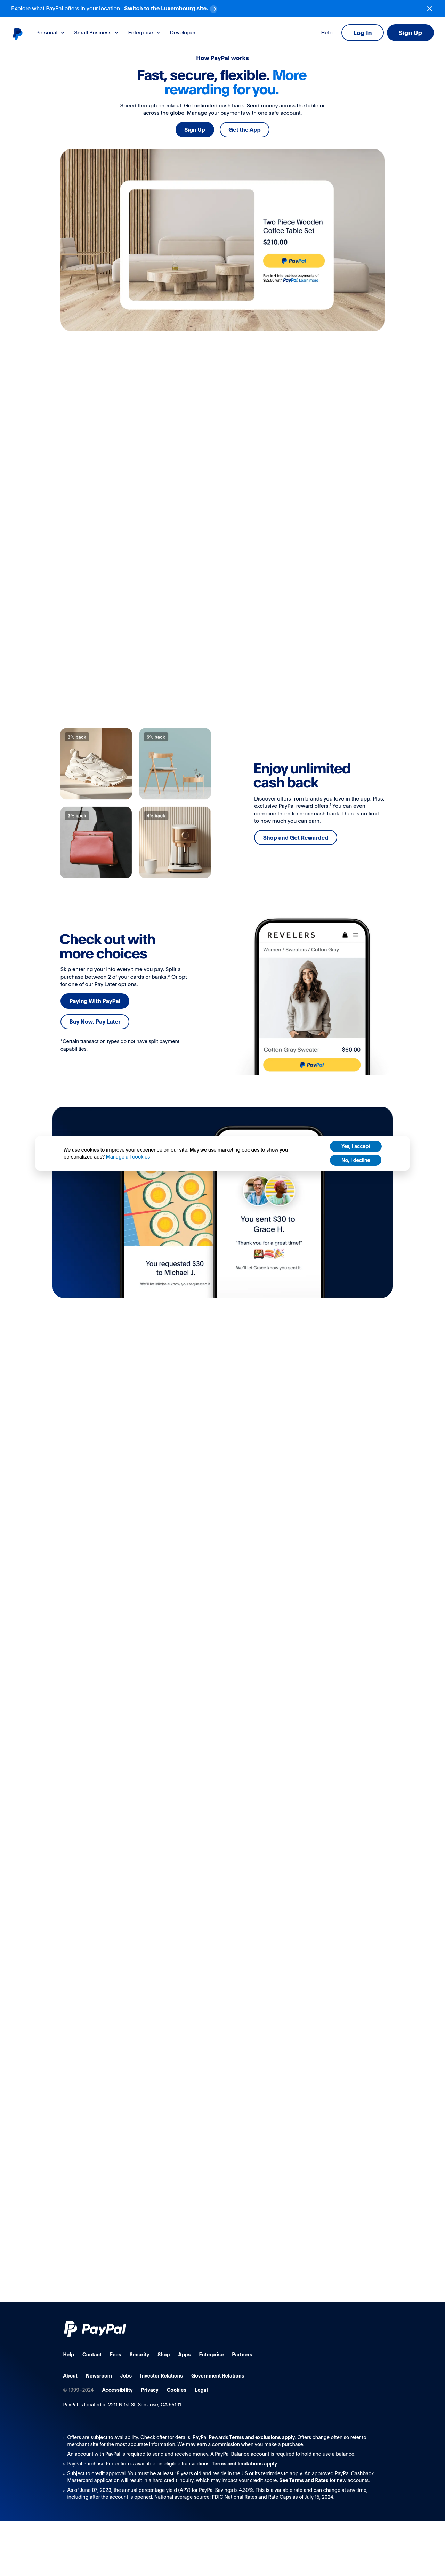 Explore what PayPal offers in your location. Switch to the Luxembourg site.
Personal Small Business Enterprise Developer Help Log In Sign Up
How PayPal works
Fast, secure, flexible. More
rewarding for you.
Speed through checkout. Get unlimited cash back. Send money across the table or
across the globe. Manage your payments with one safe account.
Sign Up Get the App
Two Piece Wooden
Coffee Table Set
$210.00
PayPal
Pay in 4 interest-fee payments of
$52.00 with PayPal Learn more.
3% back 5% back
Enjoy unlimited
cash back
Discover offers from brands you love in the app. Plus,
exclusive PayPal reward offers.¹ You can even
combine them for more cash back. There's no limit
to how much you can earn.
3% back 4% back
Shop and Get Rewarded
Check out with
more choices
Skip entering your info every time you pay. Split a
purchase between 2 of your cards or banks.* Or opt
for one of our Pay Later options.
Paying With PayPal
Buy Now, Pay Later
*Certain transaction types do not have split payment
capabilities.
REVELERS
Women / Sweaters / Cotton Gray
Cotton Gray Sweater $60.00
PayPal
We use cookies to improve your experience on our site. May we use marketing cookies to show you
personalized ads? Manage all cookies
Yes, I accept
No, I decline
You requested $30
to Michael J.
You sent $30 to
Grace H.
"Thank you for a great time!"
We'll let Grace know you sent it.
PayPal
Help Contact Fees Security Shop Apps Enterprise Partners
About Newsroom Jobs Investor Relations Government Relations
© 1999–2024 Accessibility Privacy Cookies Legal
PayPal is located at 2211 N 1st St. San Jose, CA 95131
Offers are subject to availability. Check offer for details. PayPal Rewards Terms and exclusions apply. Offers change often so refer to
merchant site for the most accurate information. We may earn a commission when you make a purchase.
An account with PayPal is required to send and receive money. A PayPal Balance account is required to hold and use a balance.
PayPal Purchase Protection is available on eligible transactions. Terms and limitations apply.
Subject to credit approval. You must be at least 18 years old and reside in the US or its territories to apply. An approved PayPal Cashback
Mastercard application will result in a hard credit inquiry, which may impact your credit score. See Terms and Rates for new accounts.
As of June 07, 2023, the annual percentage yield (APY) for PayPal Savings is 4.30%. This is a variable rate and can change at any time,
including after the account is opened. National average source: FDIC National Rates and Rate Caps as of July 15, 2024.